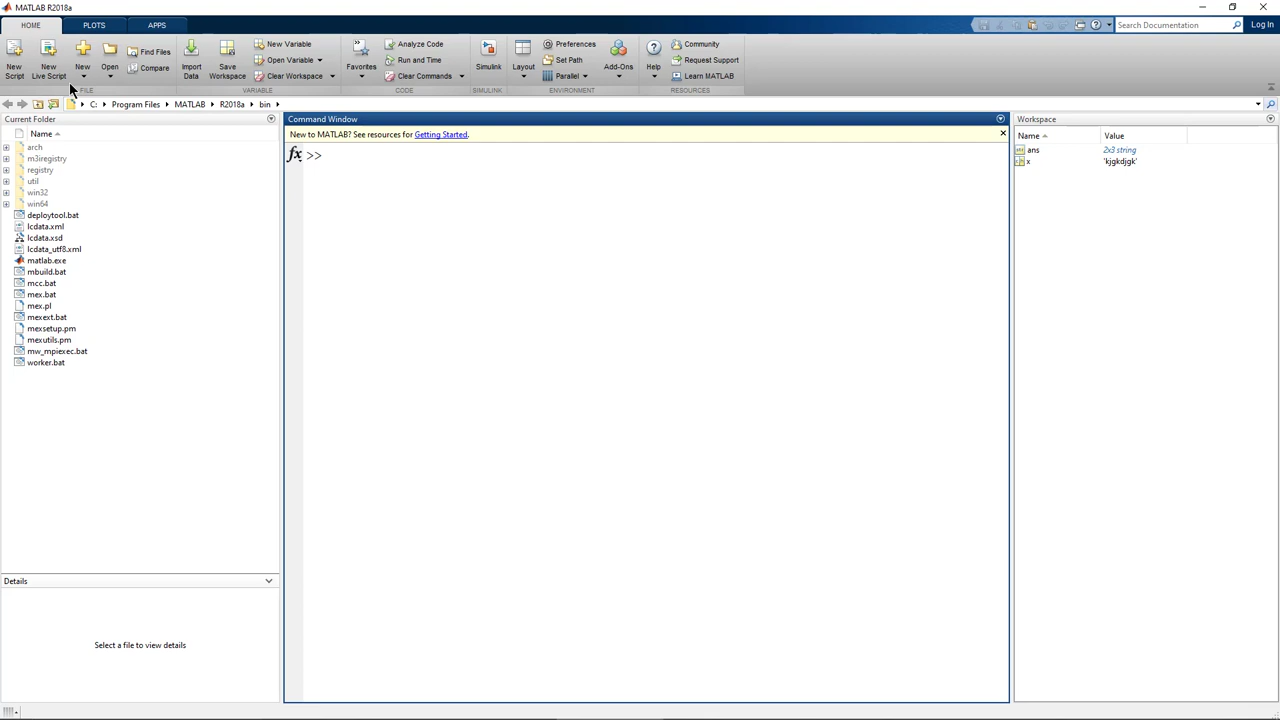 MATLAB R2018a
HOME
PLOTS
APPS
Search Documentation
Log In
New Script
New Live Script
New
Open
Find Files
Compare
Import Data
Save Workspace
New Variable
Open Variable
Clear Workspace
Favorites
Analyze Code
Run and Time
Clear Commands
Simulink
Layout
Preferences
Set Path
Parallel
Add-Ons
Help
Community
Request Support
Learn MATLAB
FILE
VARIABLE
CODE
SIMULINK
ENVIRONMENT
RESOURCES
C: Program Files MATLAB R2018a bin
Current Folder
Name
arch
m3iregistry
registry
util
win32
win64
deploytool.bat
lcdata.xml
lcdata.xsd
lcdata_utf8.xml
matlab.exe
mbuild.bat
mcc.bat
mex.bat
mex.pl
mexext.bat
mexsetup.pm
mexutils.pm
mw_mpiexec.bat
worker.bat
Details
Select a file to view details
Command Window
New to MATLAB? See resources for Getting Started.
fx >>
Workspace
Name Value
ans 2x3 string
x 'kjgkdjgk'